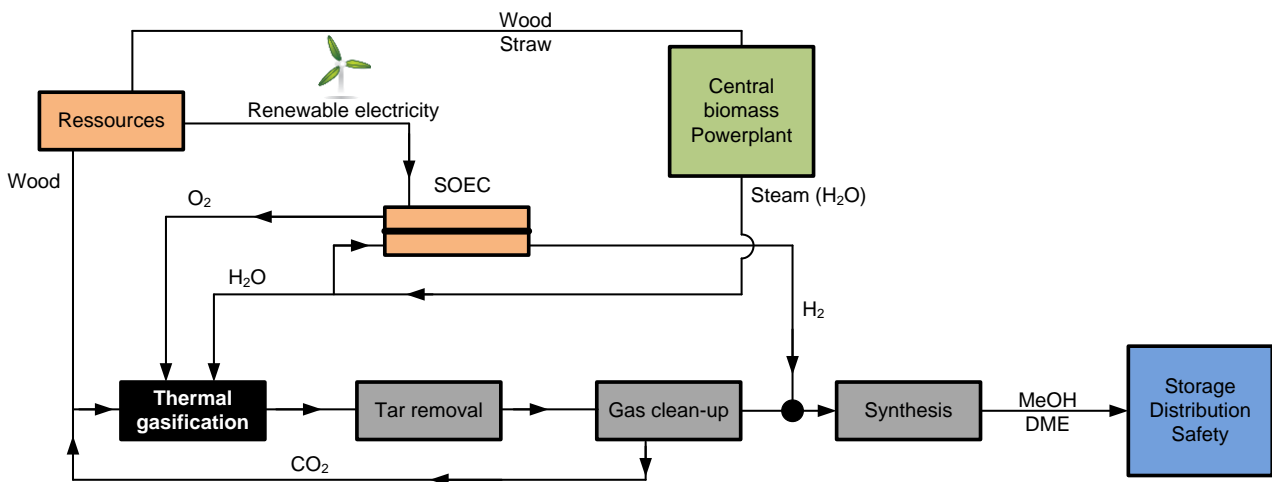 Wood
Straw
Ressources
Renewable electricity
Central
biomass
Powerplant
Wood
SOEC
Steam (H₂O)
O₂
H₂O
H₂
Thermal
gasification
Tar removal
Gas clean-up
Synthesis
MeOH
DME
Storage
Distribution
Safety
CO₂